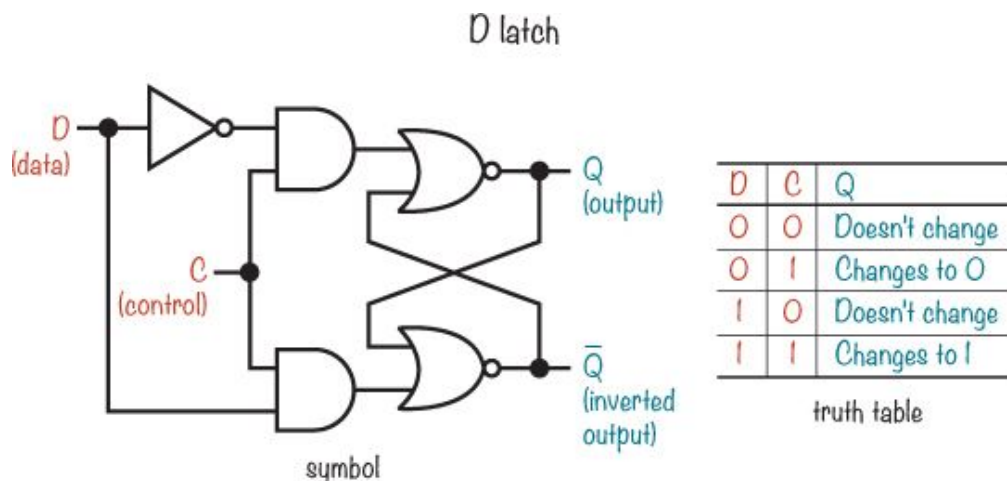 D latch
D
(data)
C
(control)
Q
(output)
Q̅
(inverted
output)
symbol
D C Q
0 0 Doesn't change
0 1 Changes to 0
1 0 Doesn't change
1 1 Changes to 1
truth table